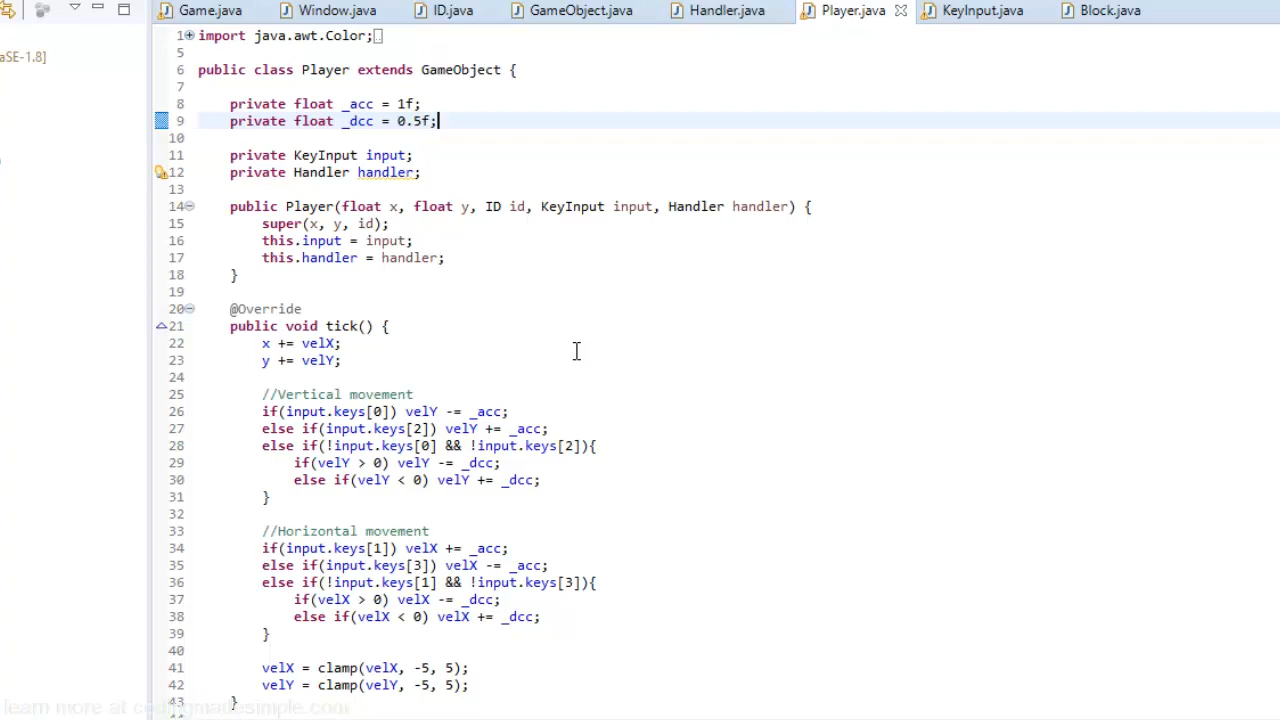 Game.java Window.java ID.java GameObject.java Handler.java Player.java KeyInput.java Block.java
aSE-1.8]
1 import java.awt.Color;
5
6 public class Player extends GameObject {
7
8 private float _acc = 1f;
9 private float _dcc = 0.5f;
10
11 private KeyInput input;
12 private Handler handler;
13
14 public Player(float x, float y, ID id, KeyInput input, Handler handler) {
15 super(x, y, id);
16 this.input = input;
17 this.handler = handler;
18 }
19
20 @Override
21 public void tick() {
22 x += velX;
23 y += velY;
24
25 //Vertical movement
26 if(input.keys[0]) velY -= _acc;
27 else if(input.keys[2]) velY += _acc;
28 else if(!input.keys[0] && !input.keys[2]){
29 if(velY > 0) velY -= _dcc;
30 else if(velY < 0) velY += _dcc;
31 }
32
33 //Horizontal movement
34 if(input.keys[1]) velX += _acc;
35 else if(input.keys[3]) velX -= _acc;
36 else if(!input.keys[1] && !input.keys[3]){
37 if(velX > 0) velX -= _dcc;
38 else if(velX < 0) velX += _dcc;
39 }
40
41 velX = clamp(velX, -5, 5);
42 velY = clamp(velY, -5, 5);
43 }
learn more at codingmadesimple.com